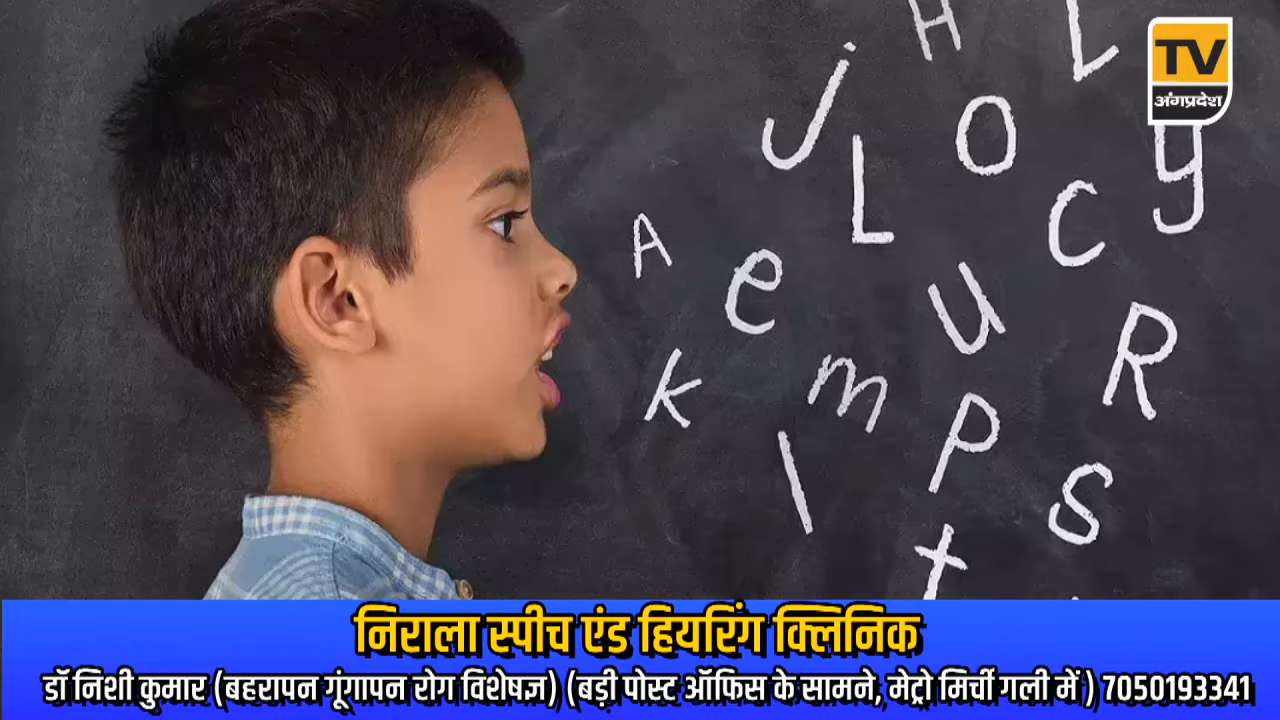 H
L
TV
अंगप्रदेश
j
O
L
y
C
A
e
u
R
k
m
P
l
S
t
निराला स्पीच एंड हियरिंग क्लिनिक
डॉ निशी कुमार (बहरापन गूंगापन रोग विशेषज्ञ) (बड़ी पोस्ट ऑफिस के सामने, मेट्रो मिर्ची गली में ) 7050193341